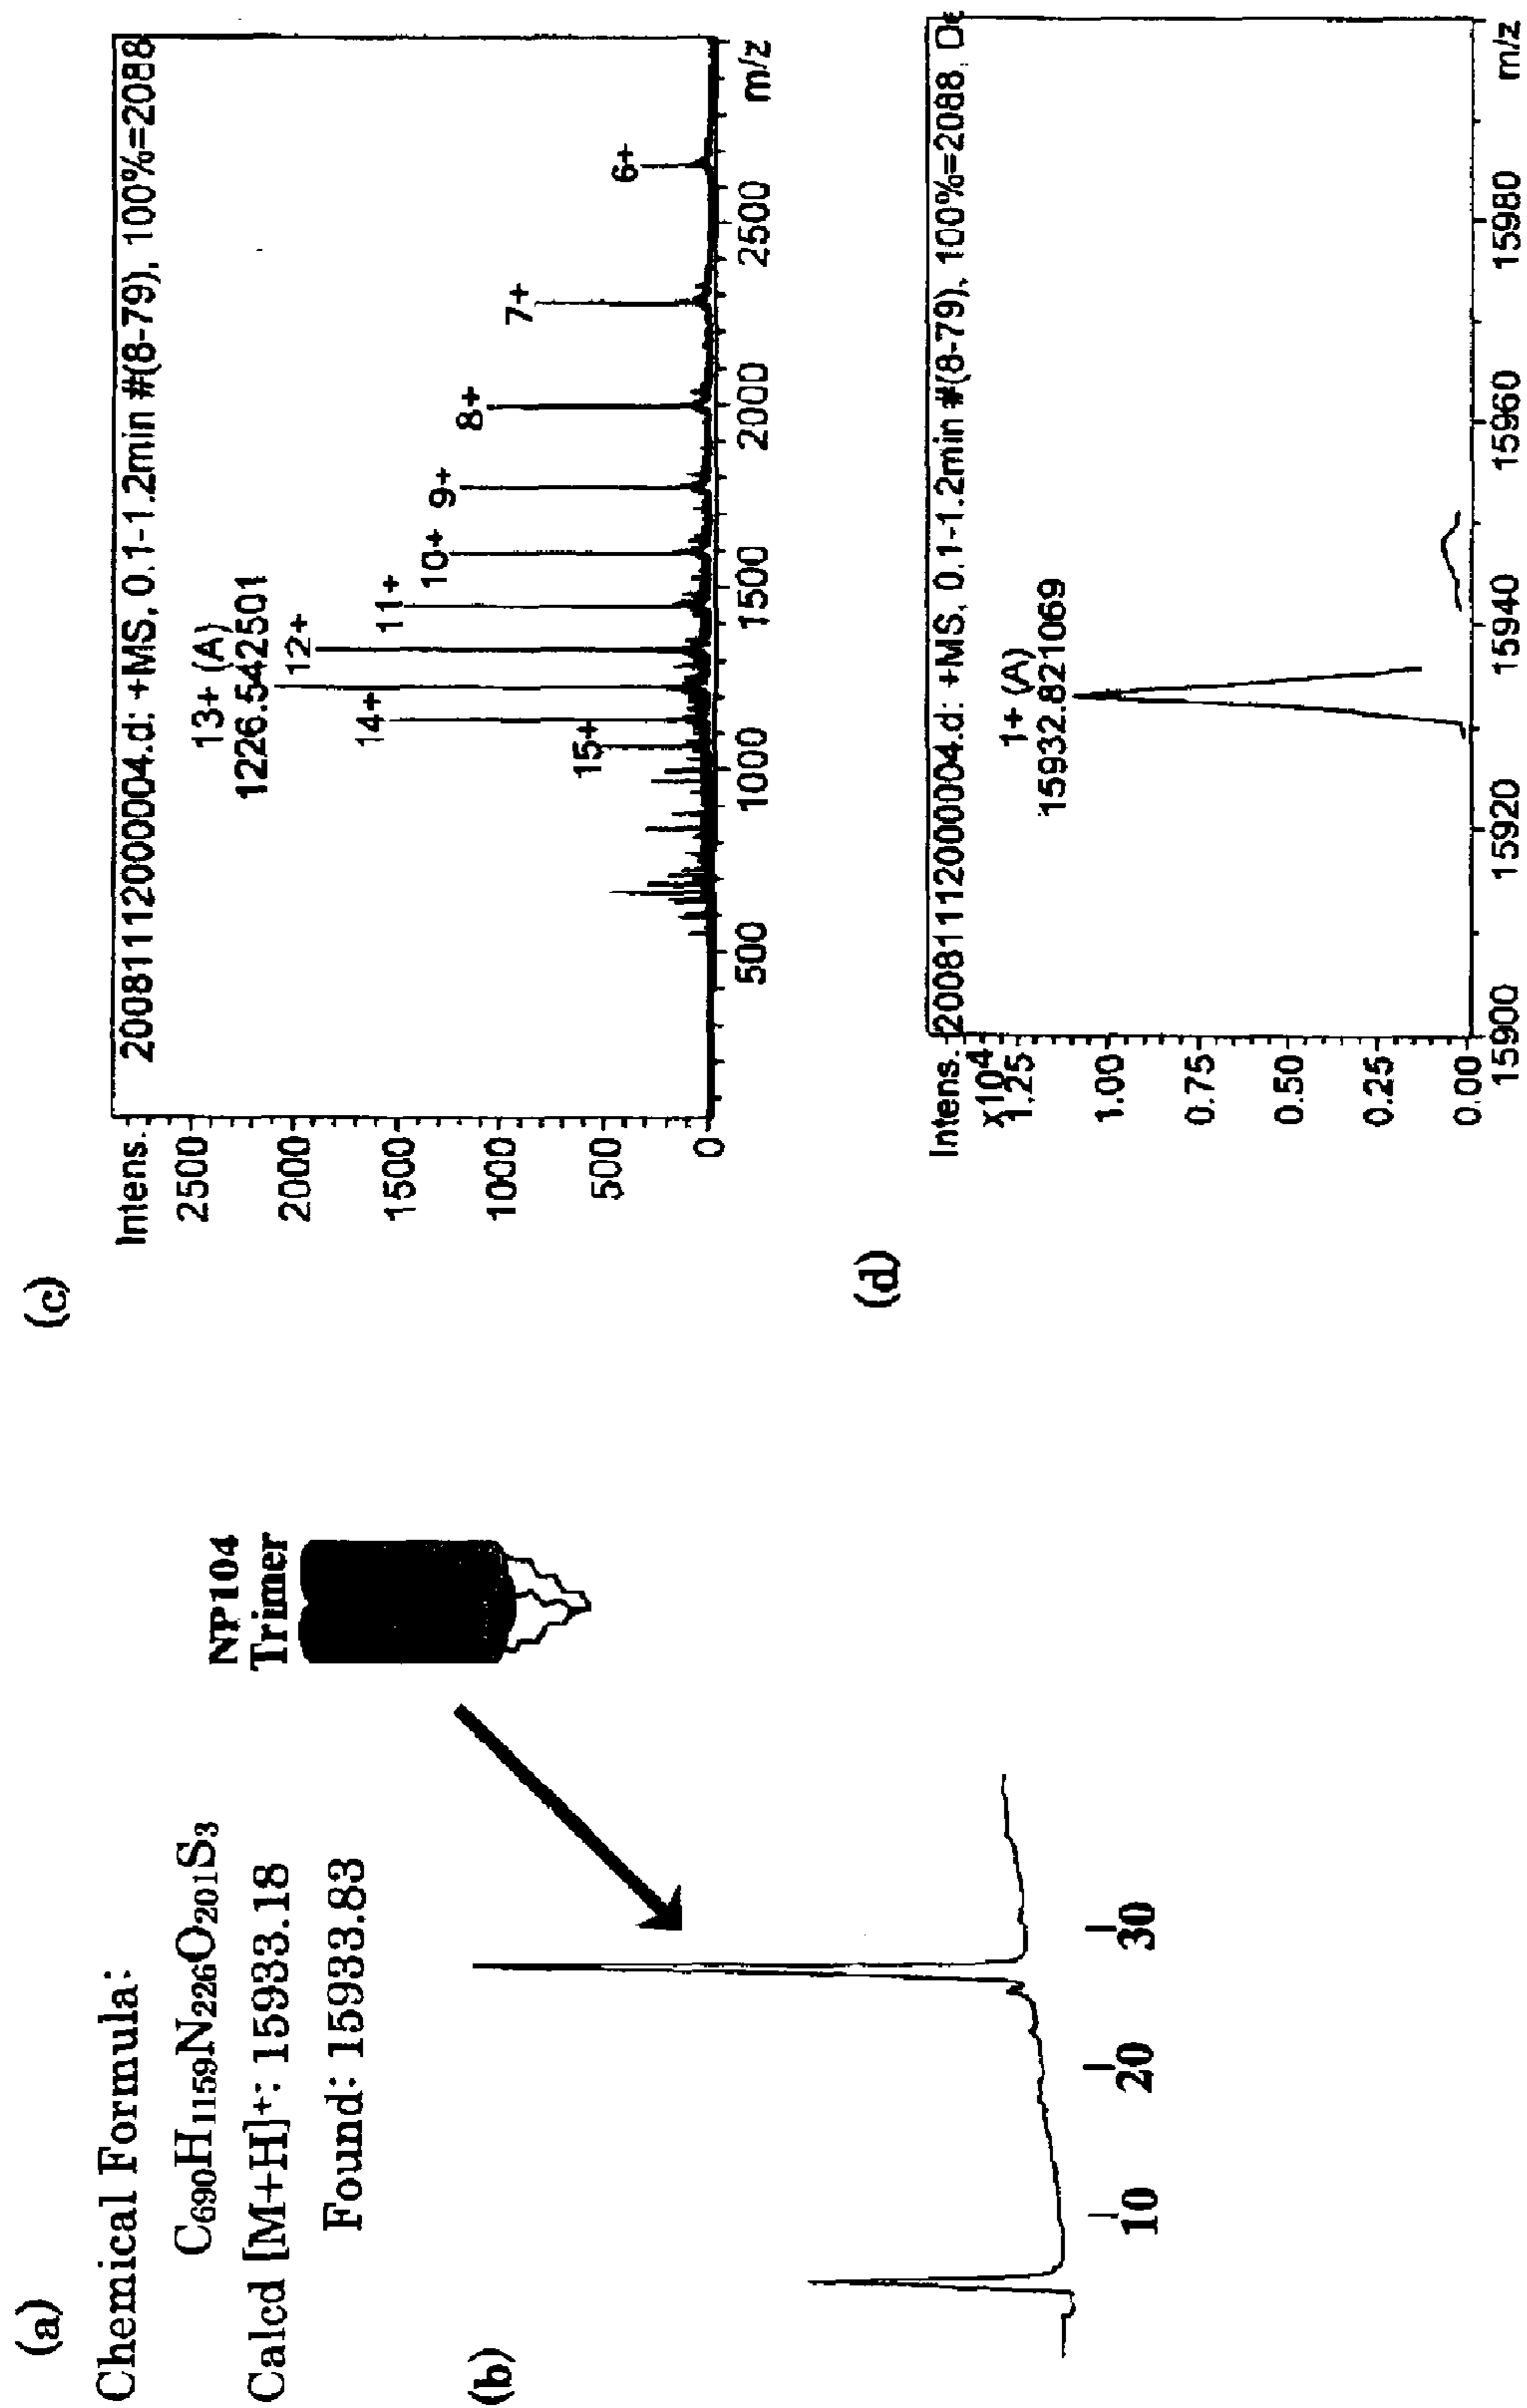 (a)
Chemical Formula:
C690H1159N226O201S3
Calcd [M+H]+: 15933.18
Found: 15933.83
(b)
NP104
Trimer
10
20
30
(c)
Intens.
2008111200004.d: +MS, 0.1-1.2min #(8-79), 100%=2088
2500
2000
1500
1000
500
0
13+ (A)
1226.542501
14+
12+
15+
11+
10+
9+
8+
7+
6+
500
1000
1500
2000
2500
m/z
(d)
Intens.
x104
20081112000004.d: +MS, 0.1-1.2min #(8-79), 100%=2088, De
1.25
1.00
0.75
0.50
0.25
0.00
1+ (A)
15932.821069
15900
15920
15940
15960
15980
m/z